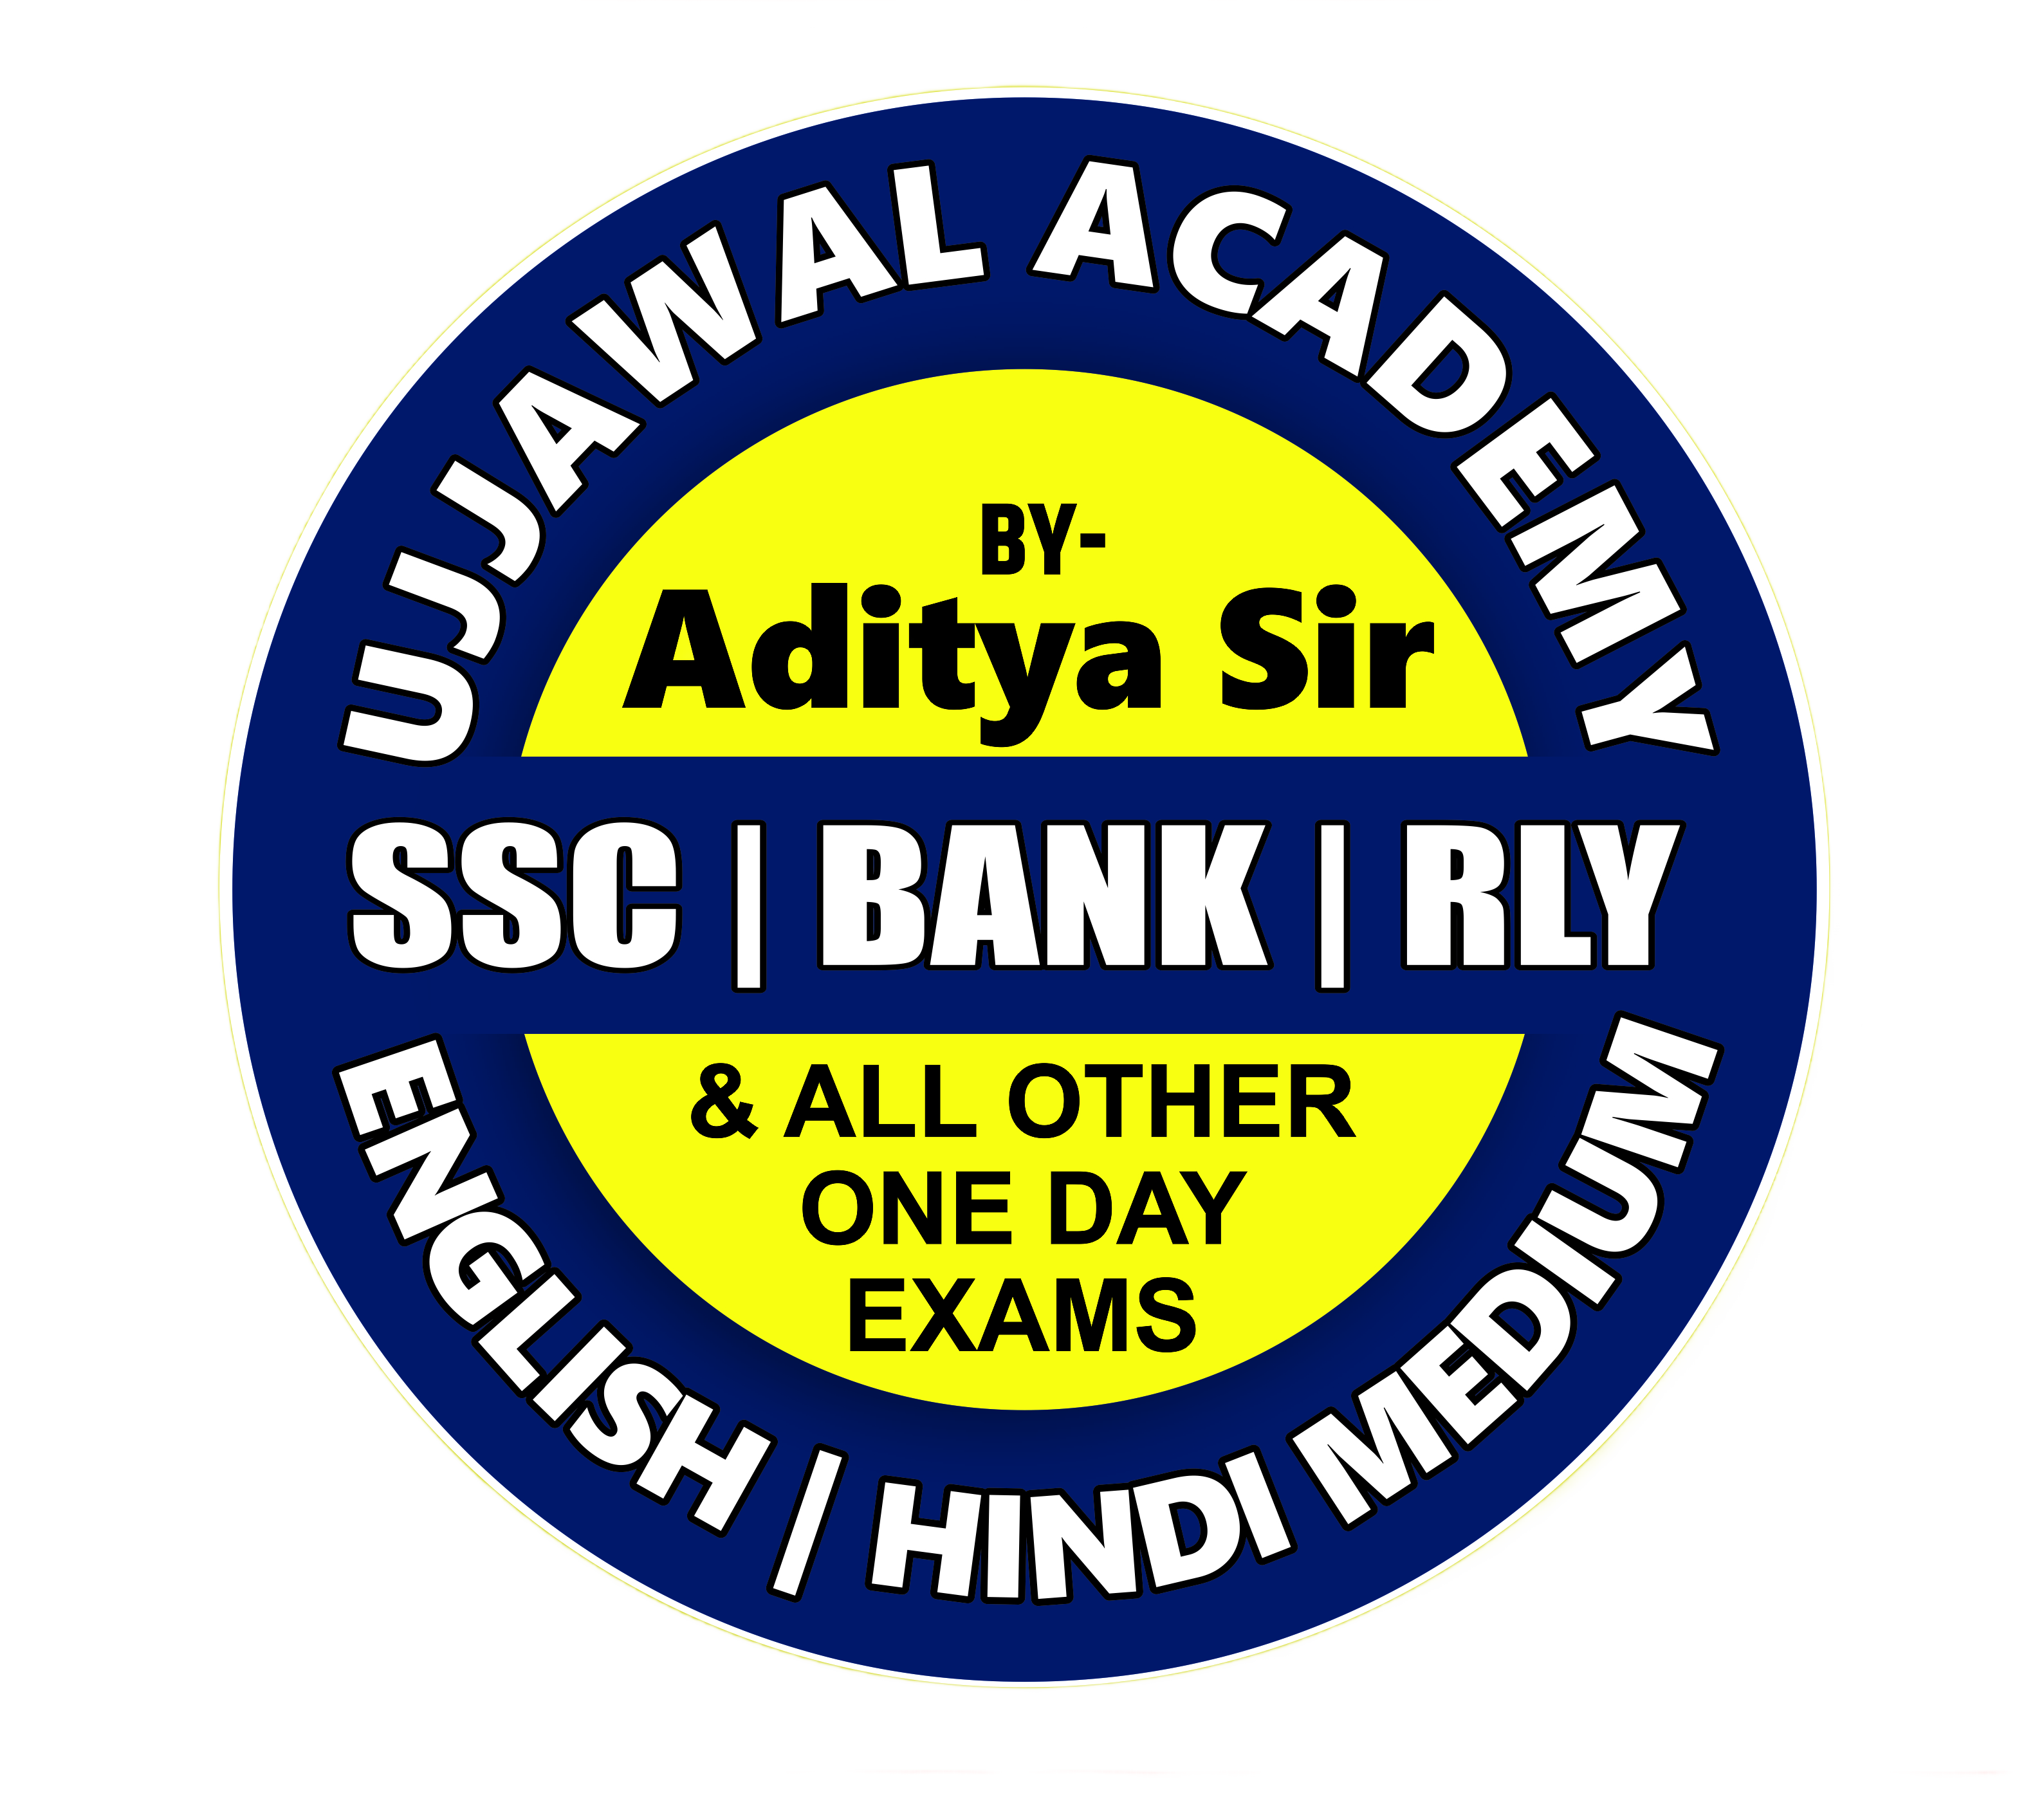 UJJAWAL ACADEMY
BY-
Aditya Sir
SSC | BANK | RLY
& ALL OTHER
ONE DAY
EXAMS
ENGLISH | HINDI MEDIUM